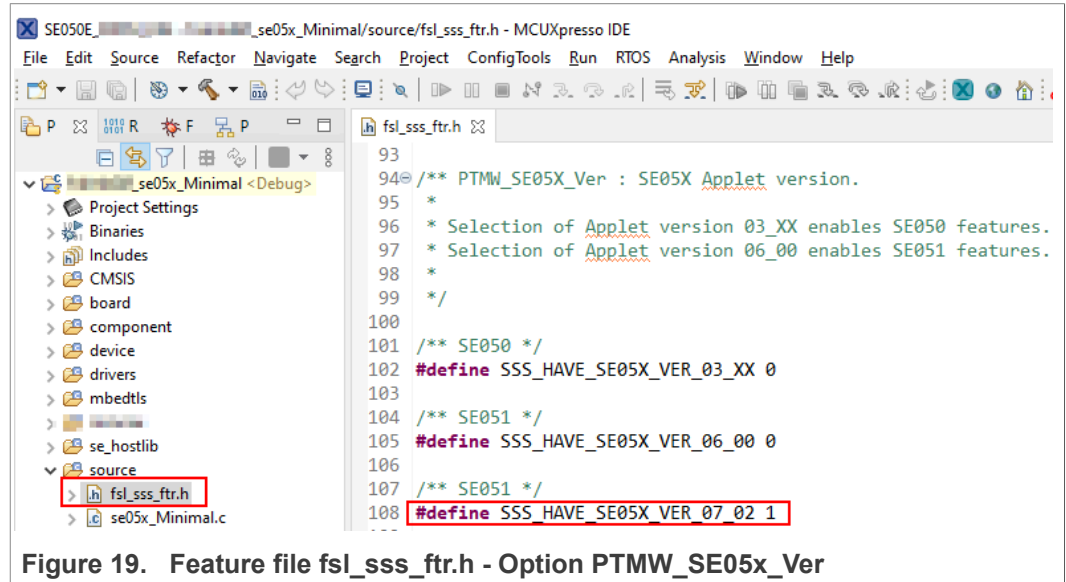 SE050E_ _se05x_Minimal/source/fsl_sss_ftr.h - MCUXpresso IDE
File Edit Source Refactor Navigate Search Project ConfigTools Run RTOS Analysis Window Help
P R F P
fsl_sss_ftr.h
_se05x_Minimal <Debug>
Project Settings
Binaries
Includes
CMSIS
board
component
device
drivers
mbedtls
se_hostlib
source
fsl_sss_ftr.h
se05x_Minimal.c
93
94 /** PTMW_SE05X_Ver : SE05X Applet version.
95 *
96 * Selection of Applet version 03_XX enables SE050 features.
97 * Selection of Applet version 06_00 enables SE051 features.
98 *
99 */
100
101 /** SE050 */
102 #define SSS_HAVE_SE05X_VER_03_XX 0
103
104 /** SE051 */
105 #define SSS_HAVE_SE05X_VER_06_00 0
106
107 /** SE051 */
108 #define SSS_HAVE_SE05X_VER_07_02 1
Figure 19. Feature file fsl_sss_ftr.h - Option PTMW_SE05x_Ver